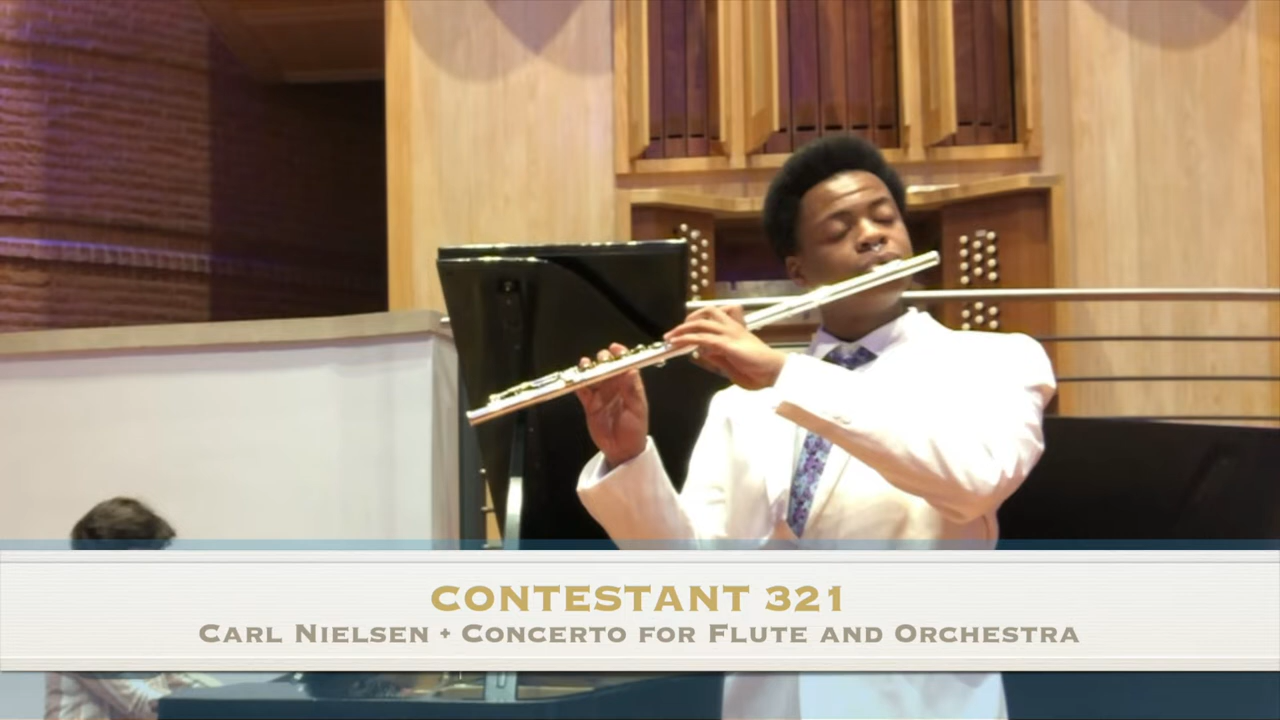 CONTESTANT 321
CARL NIELSEN + CONCERTO FOR FLUTE AND ORCHESTRA